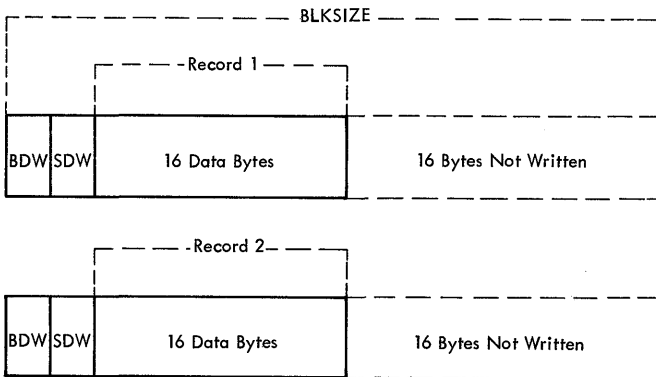 BLKSIZE
Record 1
BDW SDW 16 Data Bytes 16 Bytes Not Written
Record 2
BDW SDW 16 Data Bytes 16 Bytes Not Written